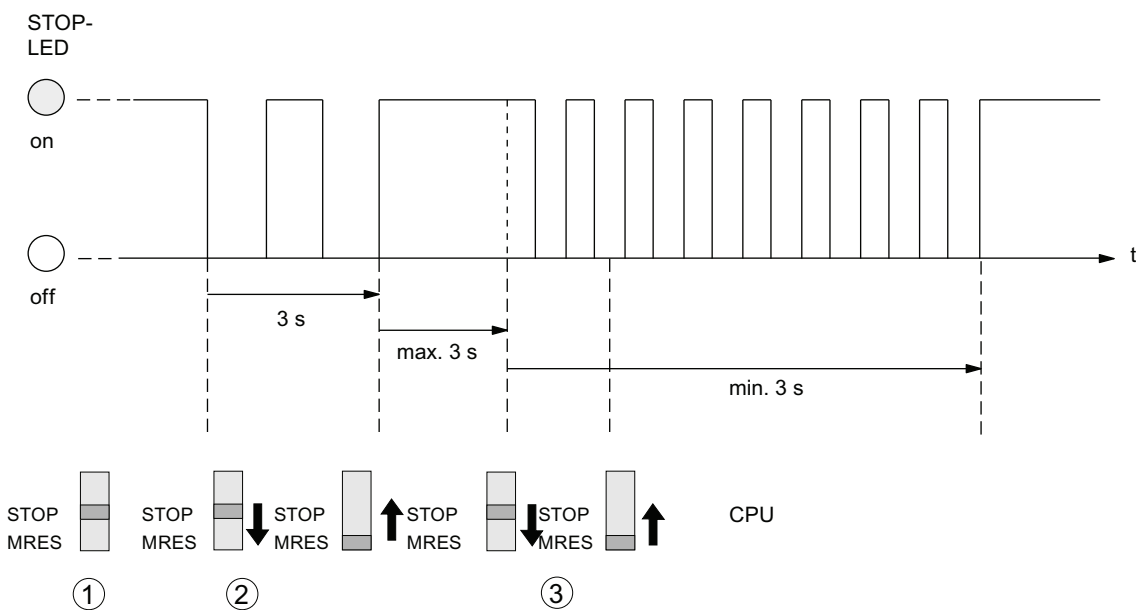 STOP-
LED
on
off
t
3 s
max. 3 s
min. 3 s
STOP STOP STOP STOP STOP CPU
MRES MRES MRES MRES MRES
1 2 3